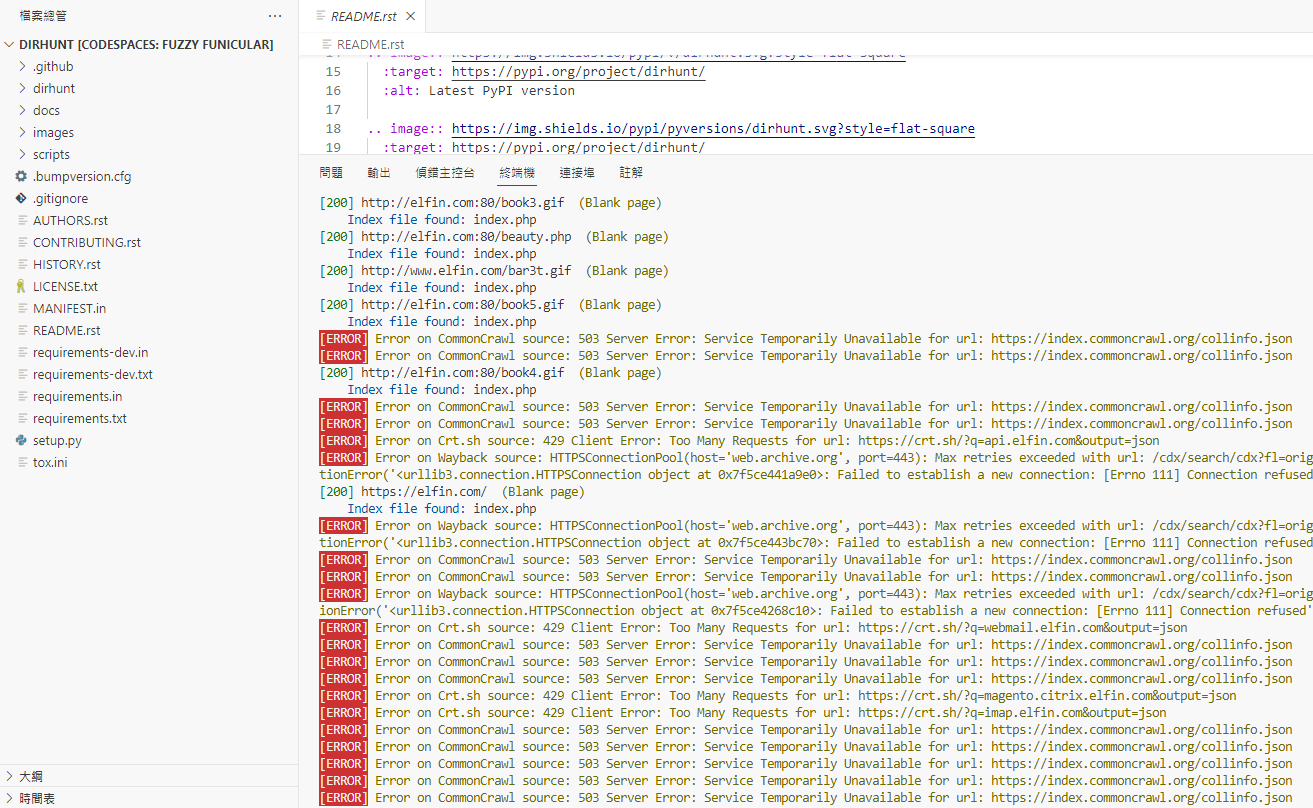 檔案總管
···
DIRHUNT [CODESPACES: FUZZY FUNICULAR]
.github
dirhunt
docs
images
scripts
.bumpversion.cfg
.gitignore
AUTHORS.rst
CONTRIBUTING.rst
HISTORY.rst
LICENSE.txt
MANIFEST.in
README.rst
requirements-dev.in
requirements-dev.txt
requirements.in
requirements.txt
setup.py
tox.ini
大綱
時間表
README.rst
README.rst
15 :target: https://pypi.org/project/dirhunt/
16 :alt: Latest PyPI version
17
18 .. image:: https://img.shields.io/pypi/pyversions/dirhunt.svg?style=flat-square
19 :target: https://pypi.org/project/dirhunt/
問題 輸出 偵錯主控台 終端機 連接埠 註解
[200] http://elfin.com:80/book3.gif (Blank page)
Index file found: index.php
[200] http://elfin.com:80/beauty.php (Blank page)
Index file found: index.php
[200] http://www.elfin.com/bar3t.gif (Blank page)
Index file found: index.php
[200] http://elfin.com:80/book5.gif (Blank page)
Index file found: index.php
[ERROR] Error on CommonCrawl source: 503 Server Error: Service Temporarily Unavailable for url: https://index.commoncrawl.org/collinfo.json
[ERROR] Error on CommonCrawl source: 503 Server Error: Service Temporarily Unavailable for url: https://index.commoncrawl.org/collinfo.json
[200] http://elfin.com:80/book4.gif (Blank page)
Index file found: index.php
[ERROR] Error on CommonCrawl source: 503 Server Error: Service Temporarily Unavailable for url: https://index.commoncrawl.org/collinfo.json
[ERROR] Error on CommonCrawl source: 503 Server Error: Service Temporarily Unavailable for url: https://index.commoncrawl.org/collinfo.json
[ERROR] Error on Crt.sh source: 429 Client Error: Too Many Requests for url: https://crt.sh/?q=api.elfin.com&output=json
[ERROR] Error on Wayback source: HTTPSConnectionPool(host='web.archive.org', port=443): Max retries exceeded with url: /cdx/search/cdx?fl=orig
tionError('<urllib3.connection.HTTPSConnection object at 0x7f5ce441a9e0>: Failed to establish a new connection: [Errno 111] Connection refused
[200] https://elfin.com/ (Blank page)
Index file found: index.php
[ERROR] Error on Wayback source: HTTPSConnectionPool(host='web.archive.org', port=443): Max retries exceeded with url: /cdx/search/cdx?fl=orig
tionError('<urllib3.connection.HTTPSConnection object at 0x7f5ce443bc70>: Failed to establish a new connection: [Errno 111] Connection refused
[ERROR] Error on CommonCrawl source: 503 Server Error: Service Temporarily Unavailable for url: https://index.commoncrawl.org/collinfo.json
[ERROR] Error on CommonCrawl source: 503 Server Error: Service Temporarily Unavailable for url: https://index.commoncrawl.org/collinfo.json
[ERROR] Error on Wayback source: HTTPSConnectionPool(host='web.archive.org', port=443): Max retries exceeded with url: /cdx/search/cdx?fl=orig
ionError('<urllib3.connection.HTTPSConnection object at 0x7f5ce4268c10>: Failed to establish a new connection: [Errno 111] Connection refused'
[ERROR] Error on Crt.sh source: 429 Client Error: Too Many Requests for url: https://crt.sh/?q=webmail.elfin.com&output=json
[ERROR] Error on CommonCrawl source: 503 Server Error: Service Temporarily Unavailable for url: https://index.commoncrawl.org/collinfo.json
[ERROR] Error on CommonCrawl source: 503 Server Error: Service Temporarily Unavailable for url: https://index.commoncrawl.org/collinfo.json
[ERROR] Error on CommonCrawl source: 503 Server Error: Service Temporarily Unavailable for url: https://index.commoncrawl.org/collinfo.json
[ERROR] Error on Crt.sh source: 429 Client Error: Too Many Requests for url: https://crt.sh/?q=magento.citrix.elfin.com&output=json
[ERROR] Error on Crt.sh source: 429 Client Error: Too Many Requests for url: https://crt.sh/?q=imap.elfin.com&output=json
[ERROR] Error on CommonCrawl source: 503 Server Error: Service Temporarily Unavailable for url: https://index.commoncrawl.org/collinfo.json
[ERROR] Error on CommonCrawl source: 503 Server Error: Service Temporarily Unavailable for url: https://index.commoncrawl.org/collinfo.json
[ERROR] Error on CommonCrawl source: 503 Server Error: Service Temporarily Unavailable for url: https://index.commoncrawl.org/collinfo.json
[ERROR] Error on CommonCrawl source: 503 Server Error: Service Temporarily Unavailable for url: https://index.commoncrawl.org/collinfo.json
[ERROR] Error on CommonCrawl source: 503 Server Error: Service Temporarily Unavailable for url: https://index.commoncrawl.org/collinfo.json